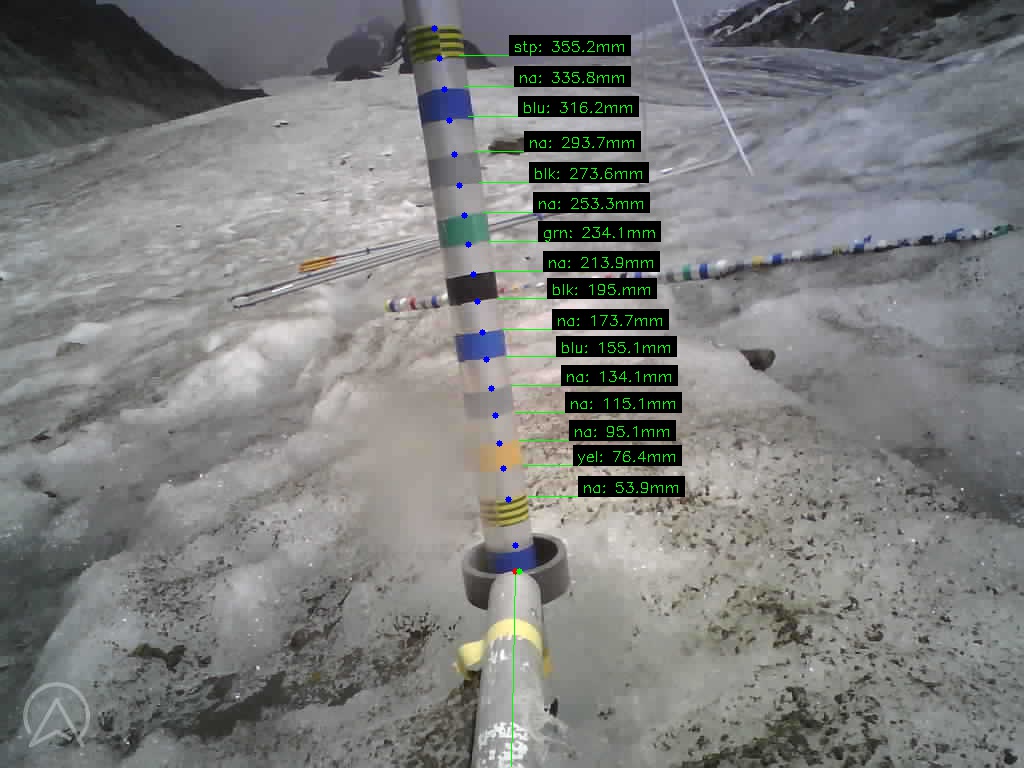 stp: 355.2mm
na: 335.8mm
blu: 316.2mm
na: 293.7mm
blk: 273.6mm
na: 253.3mm
grn: 234.1mm
na: 213.9mm
blk: 195.mm
na: 173.7mm
blu: 155.1mm
na: 134.1mm
na: 115.1mm
na: 95.1mm
yel: 76.4mm
na: 53.9mm